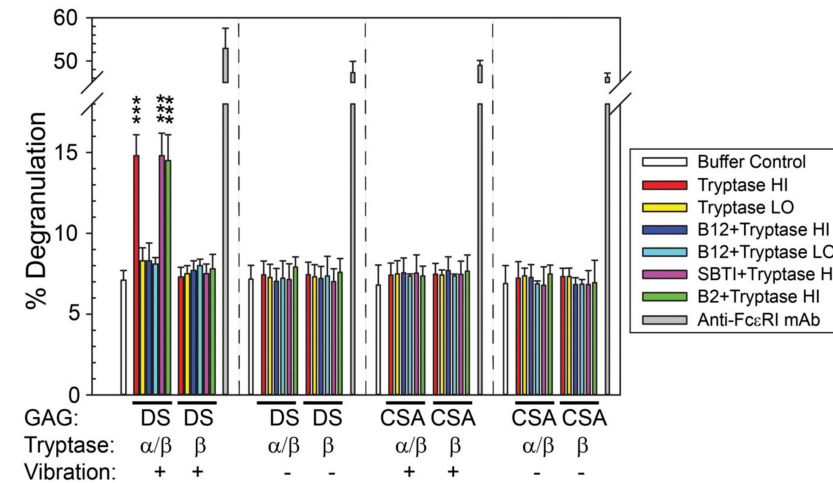 60
50
15
10
5
0
% Degranulation
***
***
***
Buffer Control
Tryptase HI
Tryptase LO
B12+Tryptase HI
B12+Tryptase LO
SBTI+Tryptase H
B2+Tryptase HI
Anti-FcεRI mAb
GAG: DS DS DS DS CSA CSA CSA CSA
Tryptase: α/β β α/β β α/β β α/β β
Vibration: + + - - + + - -